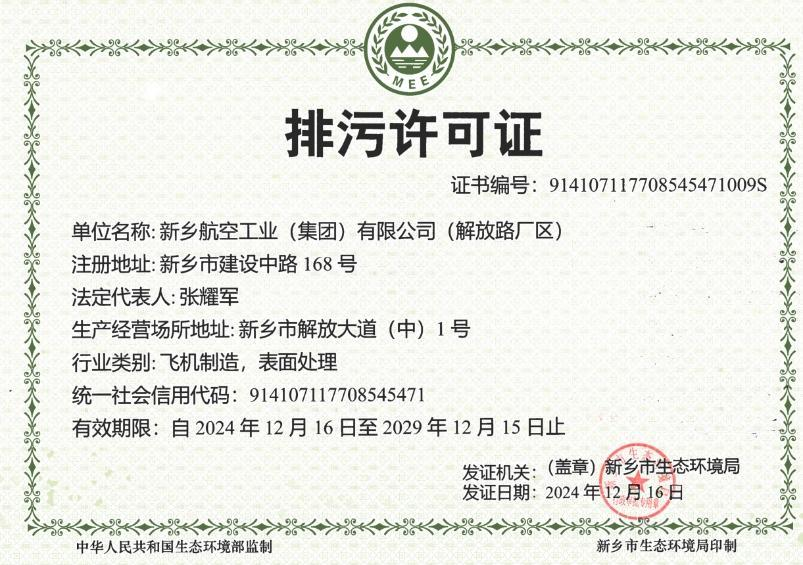 MEE
排污许可证
证书编号：914107117708545471009S
单位名称: 新乡航空工业（集团）有限公司（解放路厂区）
注册地址: 新乡市建设中路 168 号
法定代表人: 张耀军
生产经营场所地址: 新乡市解放大道（中）1 号
行业类别: 飞机制造，表面处理
统一社会信用代码：914107117708545471
有效期限：自 2024 年 12 月 16 日至 2029 年 12 月 15 日止
发证机关：（盖章）新乡市生态环境局
发证日期：2024 年 12 月 16 日
中华人民共和国生态环境部监制
新乡市生态环境局印制